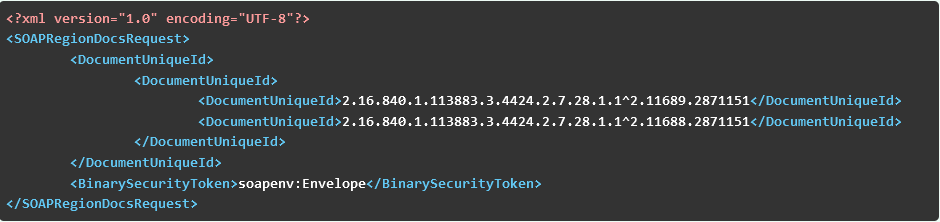 <?xml version="1.0" encoding="UTF-8"?>
<SOAPRegionDocsRequest>
<DocumentUniqueId>
<DocumentUniqueId>
<DocumentUniqueId>2.16.840.1.113883.3.4424.2.7.28.1.1^2.11689.2871151</DocumentUniqueId>
<DocumentUniqueId>2.16.840.1.113883.3.4424.2.7.28.1.1^2.11688.2871151</DocumentUniqueId>
</DocumentUniqueId>
</DocumentUniqueId>
<BinarySecurityToken>soapenv:Envelope</BinarySecurityToken>
</SOAPRegionDocsRequest>